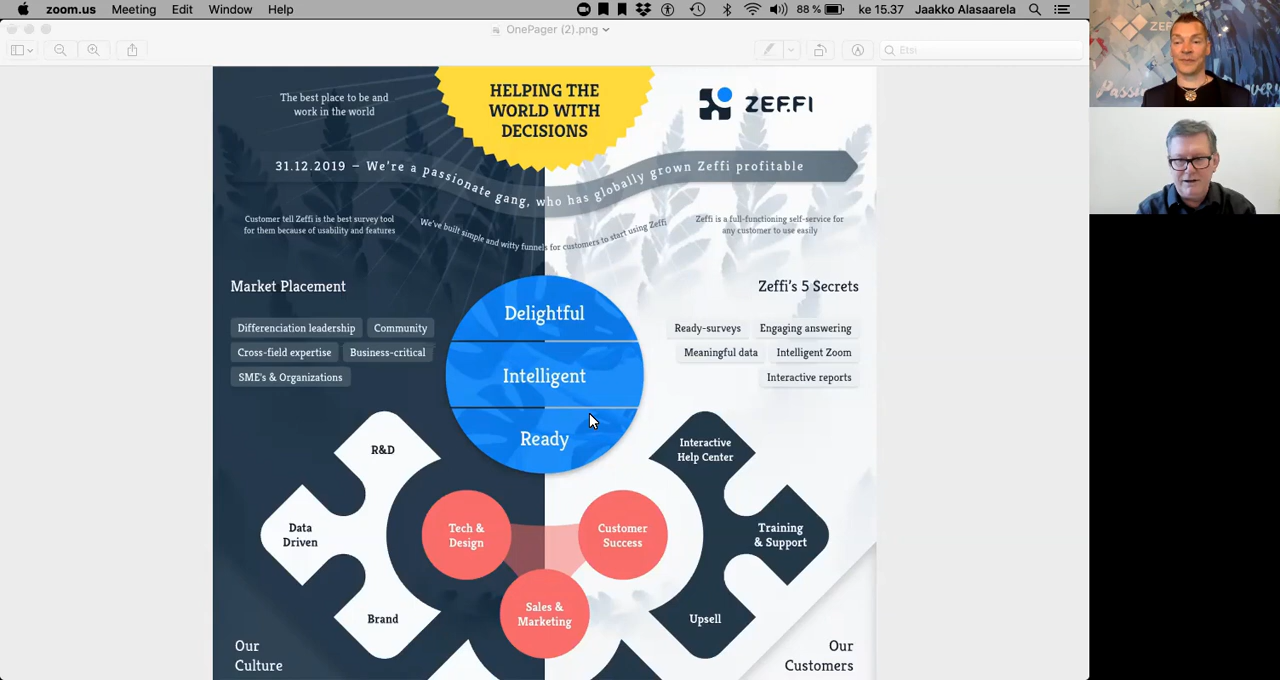 zoom.us Meeting Edit Window Help
88 % ke 15.37 Jaakko Alasaarela
OnePager (2).png
Etsi
The best place to be and
work in the world
HELPING THE
WORLD WITH
DECISIONS
ZEF.FI
31.12.2019 – We're a passionate gang, who has globally grown Zeffi profitable
Customer tell Zeffi is the best survey tool
for them because of usability and features
We've built simple and witty funnels for customers to start using Zeffi
Zeffi is a full-functioning self-service for
any customer to use easily
Market Placement
Differenciation leadership
Community
Cross-field expertise
Business-critical
SME's & Organizations
Delightful
Intelligent
Ready
Zeffi's 5 Secrets
Ready-surveys
Engaging answering
Meaningful data
Intelligent Zoom
Interactive reports
R&D
Data
Driven
Brand
Tech &
Design
Customer
Success
Sales &
Marketing
Interactive
Help Center
Training
& Support
Upsell
Our
Culture
Our
Customers